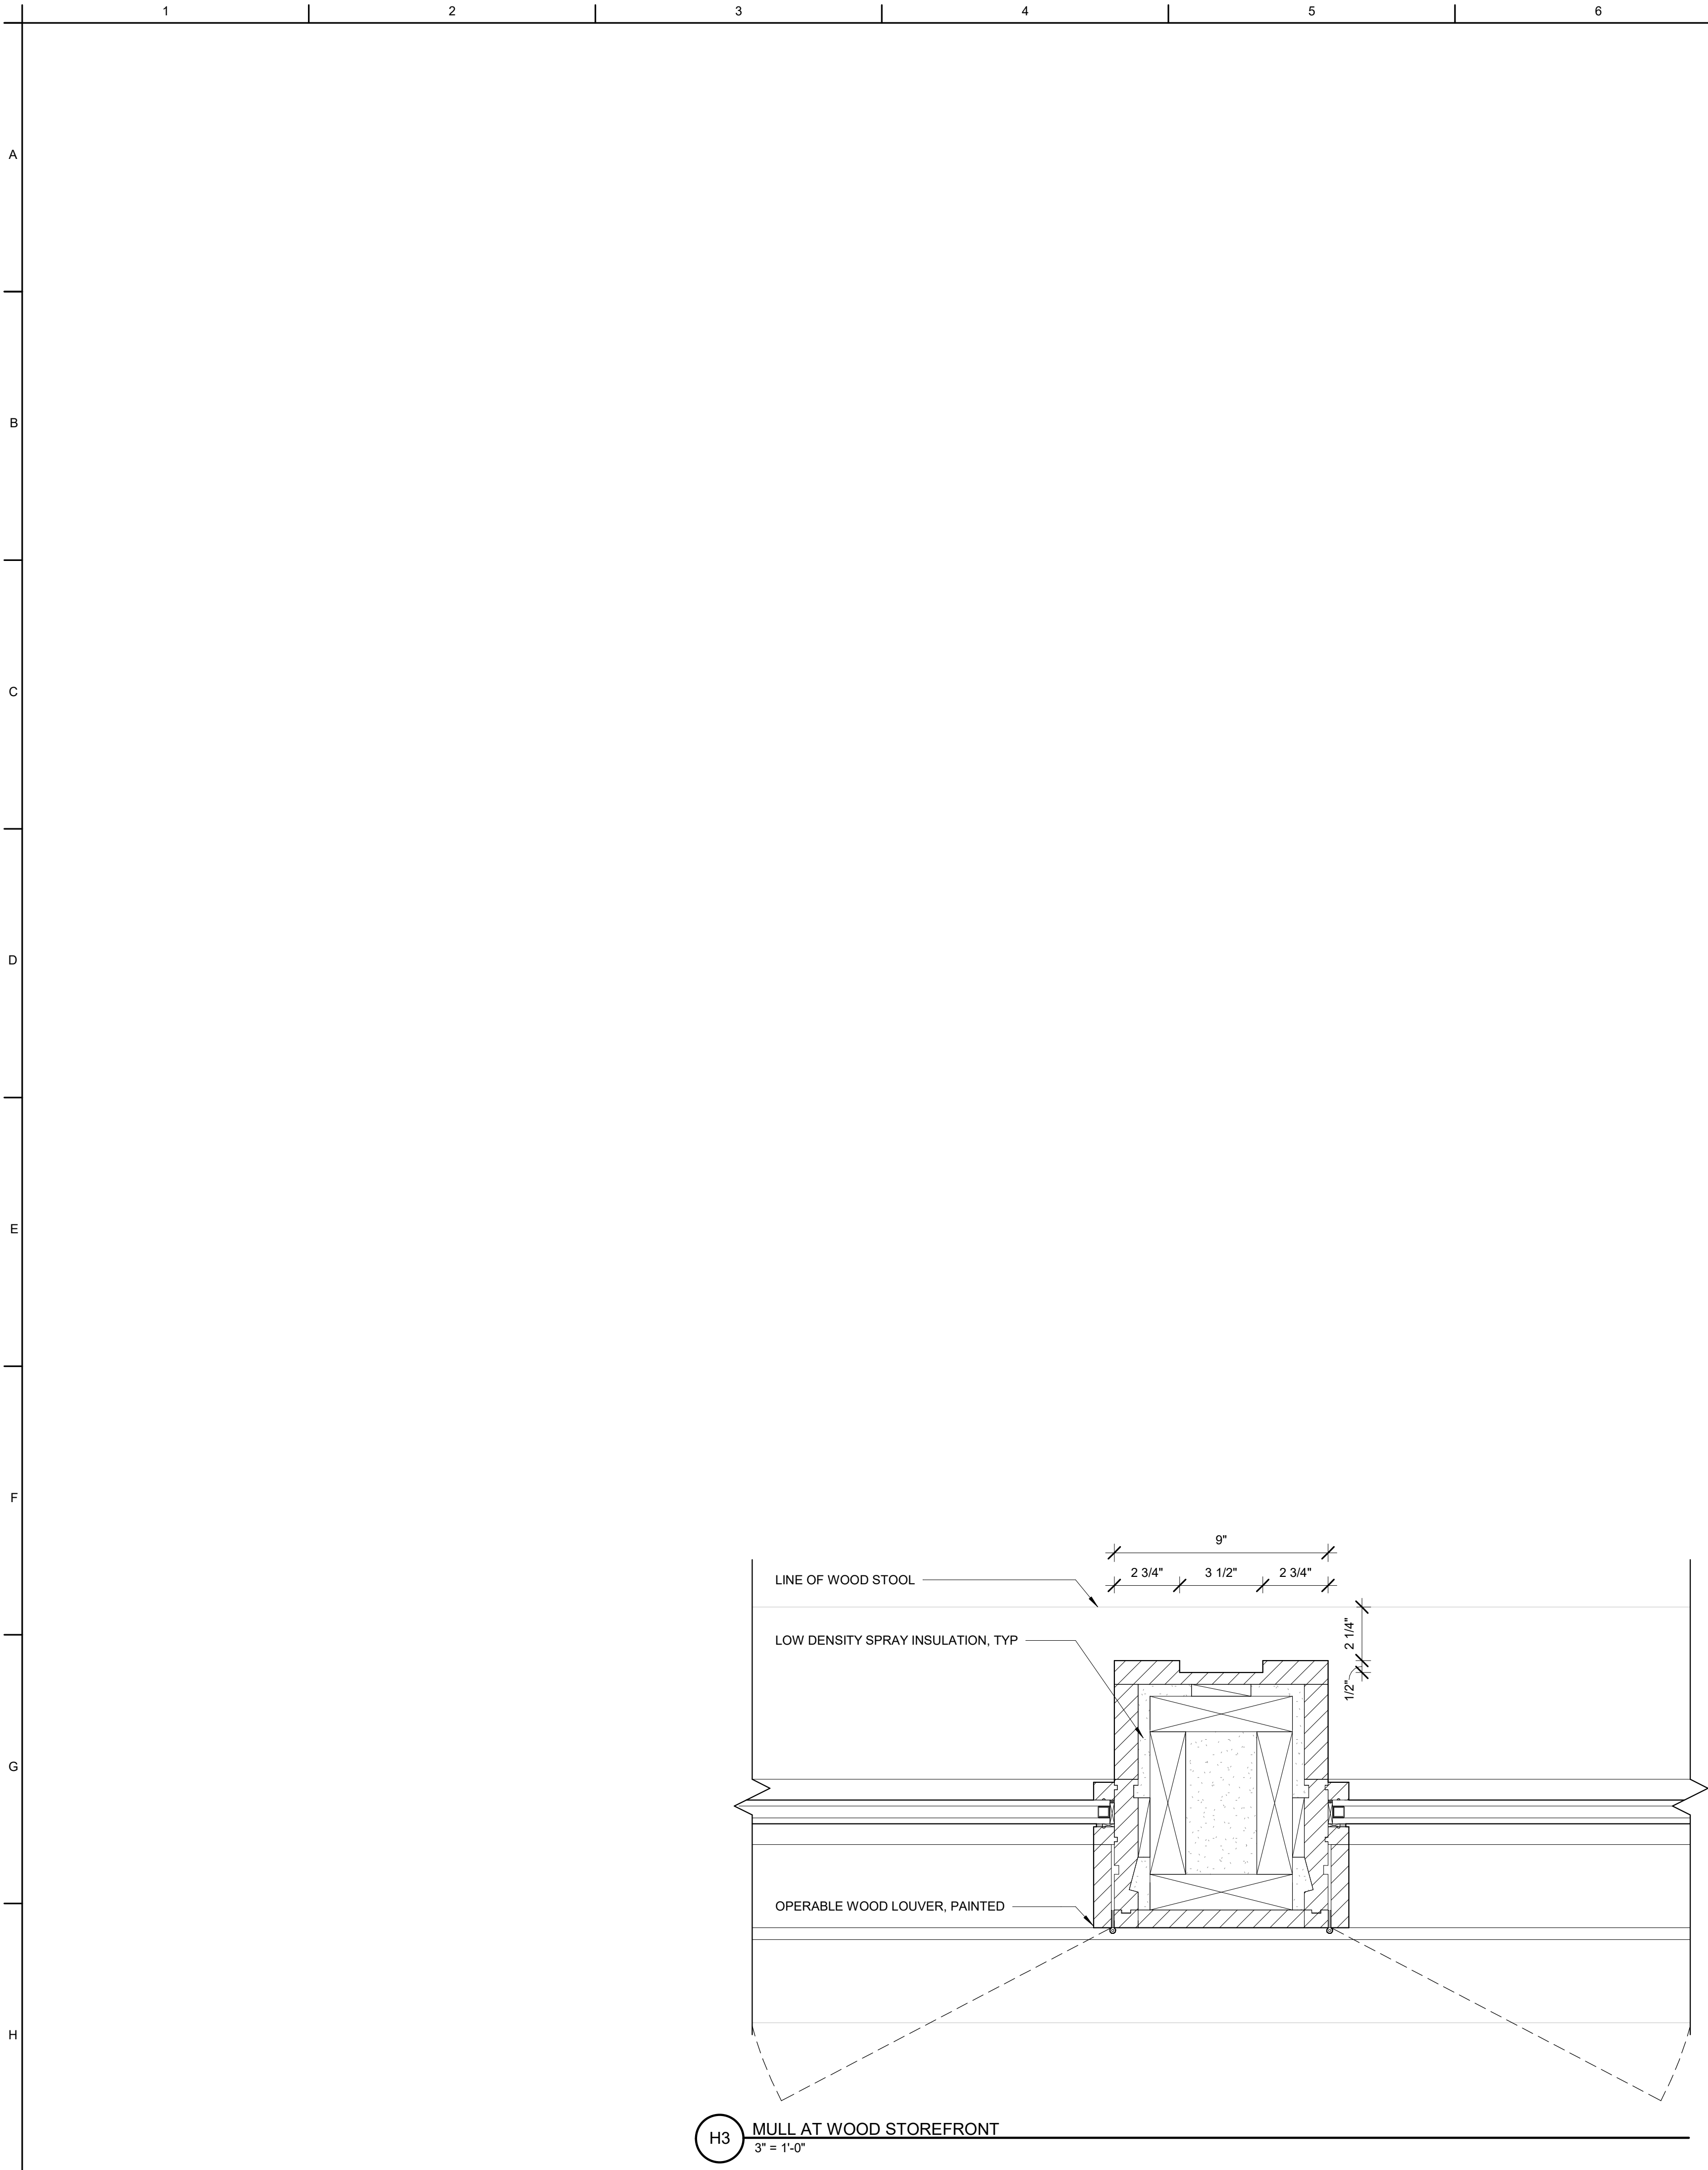 1 2 3 4 5 6
A
B
C
D
E
F
9"
2 3/4" 3 1/2" 2 3/4"
LINE OF WOOD STOOL
2 1/4"
LOW DENSITY SPRAY INSULATION, TYP
1/2"
G
OPERABLE WOOD LOUVER, PAINTED
H
H3 MULL AT WOOD STOREFRONT
3" = 1'-0"